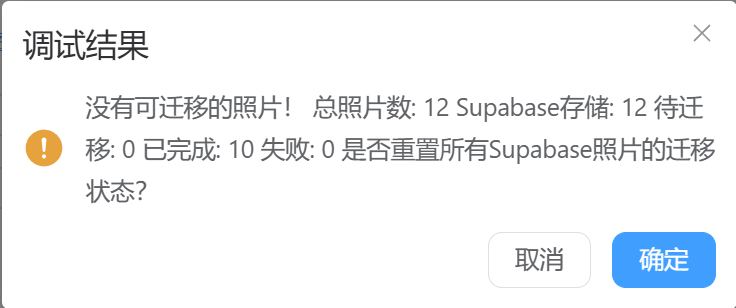 调试结果
没有可迁移的照片！ 总照片数: 12 Supabase存储: 12 待迁
移: 0 已完成: 10 失败: 0 是否重置所有Supabase照片的迁移
状态？
取消
确定